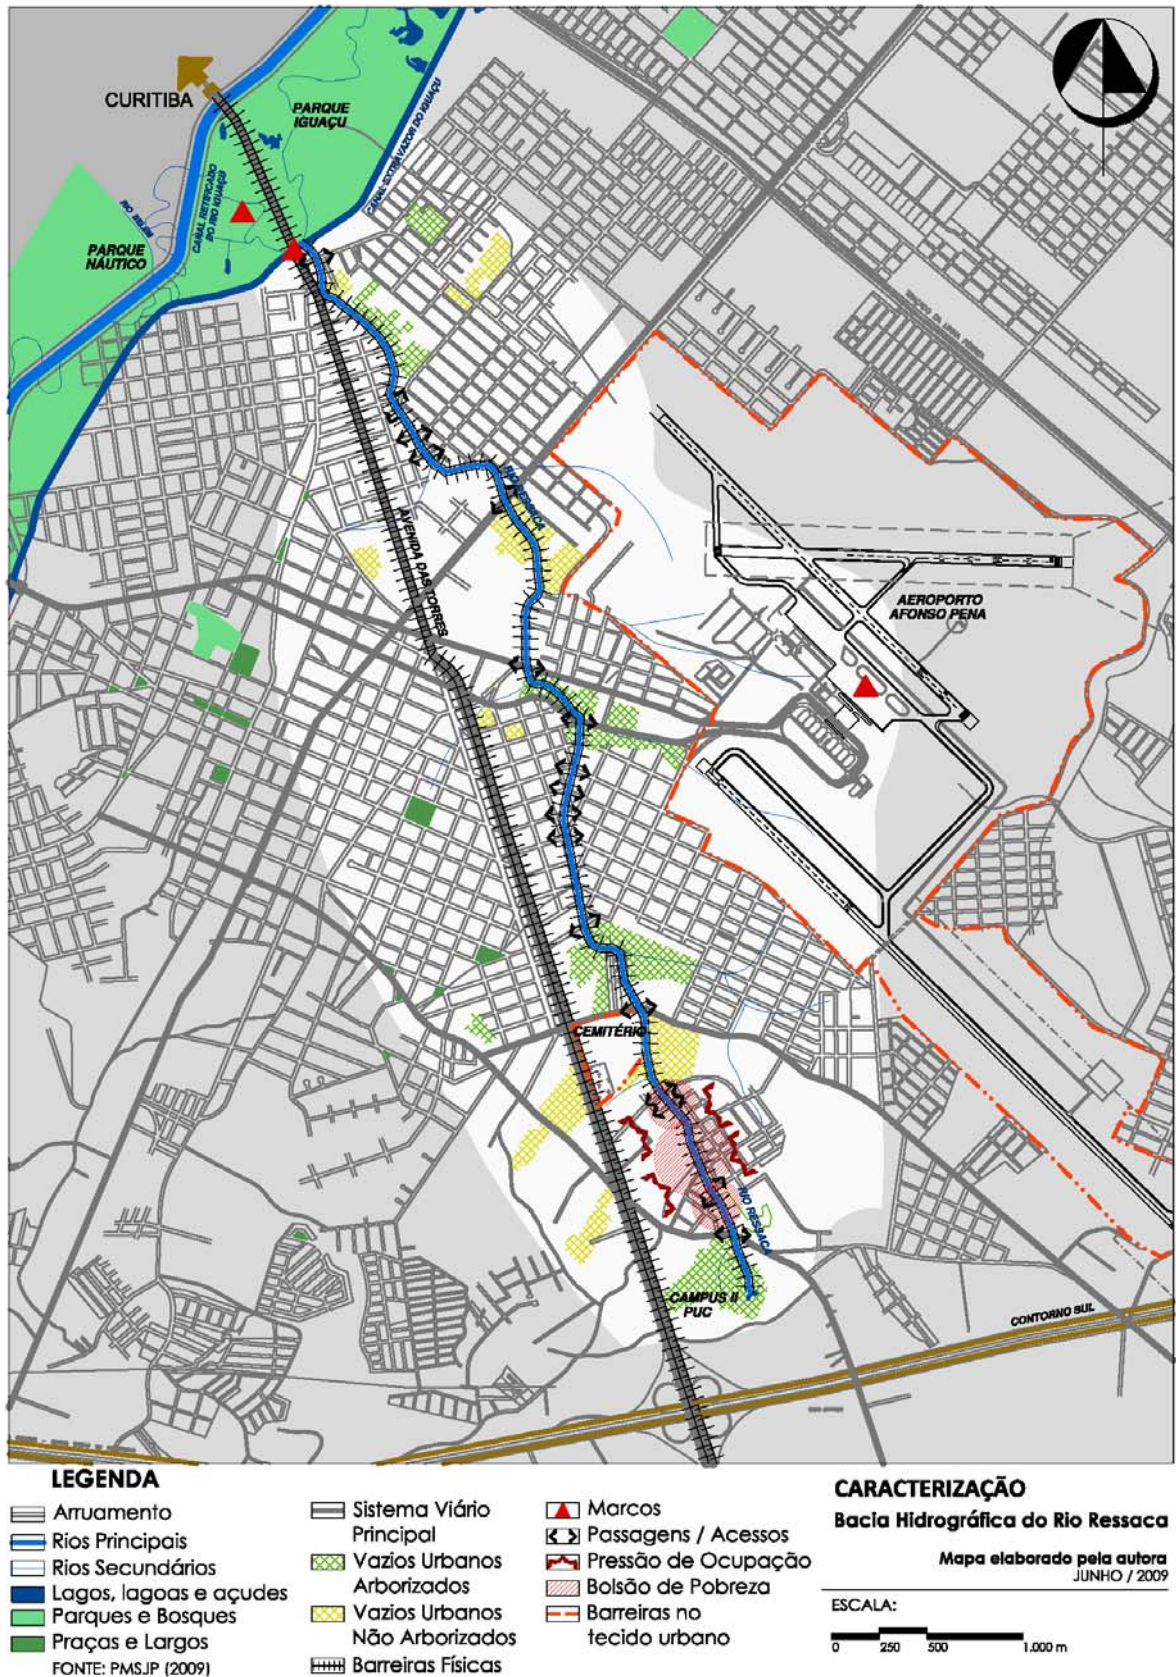 CURITIBA
PARQUE
IGUAÇU
CANAL EXTRAVAZOR DO IGUAÇU
CANAL RETIFICADO
DO RIO IGUAÇU
PARQUE
NÁUTICO
RIO RESSACA
AVENIDA DAS TORRES
AEROPORTO
AFONSO PENA
CEMITÉRIO
RIO RESSACA
CAMPUS II
PUC
CONTORNO SUL
LEGENDA
Arruamento
Rios Principais
Rios Secundários
Lagos, lagoas e açudes
Parques e Bosques
Praças e Largos
FONTE: PMSJP (2009)
Sistema Viário
Principal
Vazios Urbanos
Arborizados
Vazios Urbanos
Não Arborizados
Barreiras Físicas
Marcos
Passagens / Acessos
Pressão de Ocupação
Bolsão de Pobreza
Barreiras no
tecido urbano
CARACTERIZAÇÃO
Bacia Hidrográfica do Rio Ressaca
Mapa elaborado pela autora
JUNHO / 2009
ESCALA:
0 250 500 1.000 m